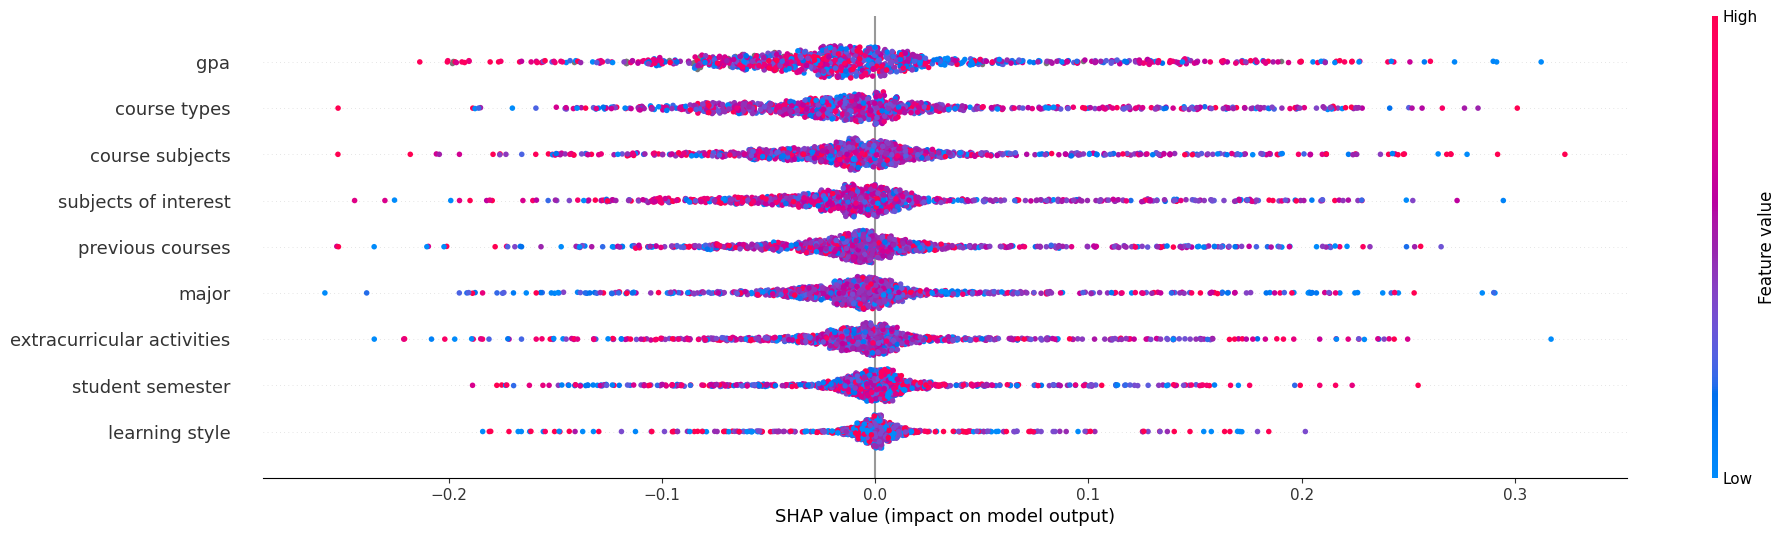 High
gpa
course types
course subjects
subjects of interest
previous courses
major
extracurricular activities
student semester
learning style
Feature value
Low
−0.2 −0.1 0.0 0.1 0.2 0.3
SHAP value (impact on model output)